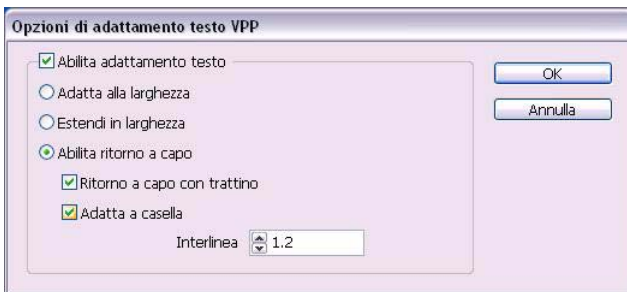 Opzioni di adattamento testo VPP
Abilita adattamento testo
Adatta alla larghezza
Estendi in larghezza
Abilita ritorno a capo
Ritorno a capo con trattino
Adatta a casella
Interlinea 1.2
OK
Annulla